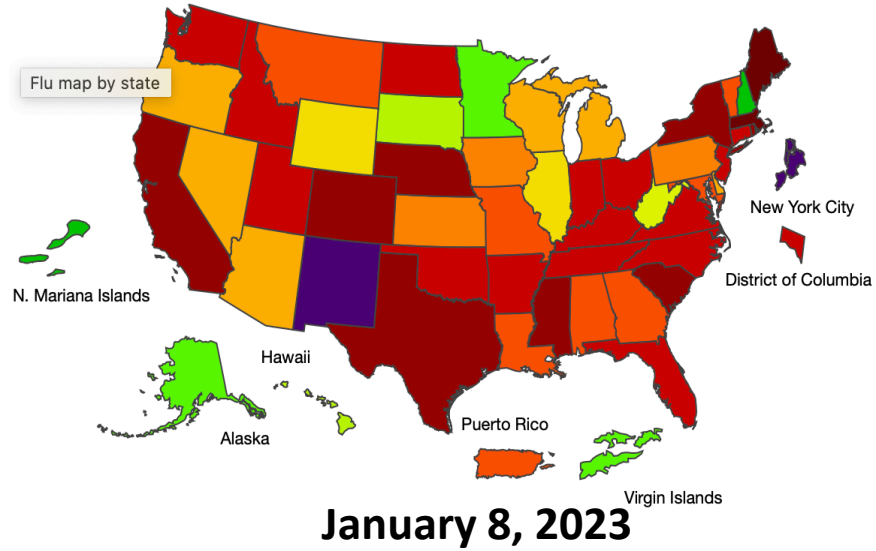 Flu map by state
New York City
District of Columbia
N. Mariana Islands
Hawaii
Alaska
Puerto Rico
Virgin Islands
January 8, 2023